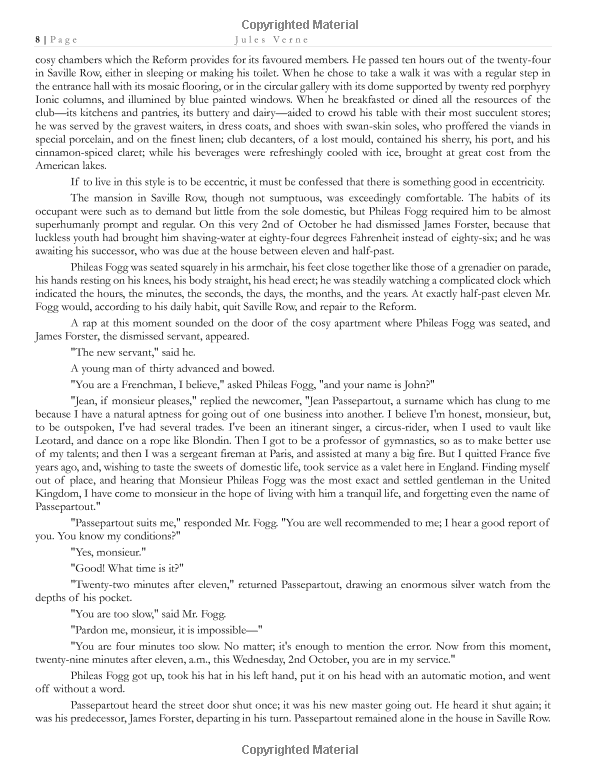 Copyrighted Material
8 | Page Jules Verne
cosy chambers which the Reform provides for its favoured members. He passed ten hours out of the twenty-four
in Saville Row, either in sleeping or making his toilet. When he chose to take a walk it was with a regular step in
the entrance hall with its mosaic flooring, or in the circular gallery with its dome supported by twenty red porphyry
Ionic columns, and illumined by blue painted windows. When he breakfasted or dined all the resources of the
club—its kitchens and pantries, its buttery and dairy—aided to crowd his table with their most succulent stores;
he was served by the gravest waiters, in dress coats, and shoes with swan-skin soles, who proffered the viands in
special porcelain, and on the finest linen; club decanters, of a lost mould, contained his sherry, his port, and his
cinnamon-spiced claret; while his beverages were refreshingly cooled with ice, brought at great cost from the
American lakes.
If to live in this style is to be eccentric, it must be confessed that there is something good in eccentricity.
The mansion in Saville Row, though not sumptuous, was exceedingly comfortable. The habits of its
occupant were such as to demand but little from the sole domestic, but Phileas Fogg required him to be almost
superhumanly prompt and regular. On this very 2nd of October he had dismissed James Forster, because that
luckless youth had brought him shaving-water at eighty-four degrees Fahrenheit instead of eighty-six; and he was
awaiting his successor, who was due at the house between eleven and half-past.
Phileas Fogg was seated squarely in his armchair, his feet close together like those of a grenadier on parade,
his hands resting on his knees, his body straight, his head erect; he was steadily watching a complicated clock which
indicated the hours, the minutes, the seconds, the days, the months, and the years. At exactly half-past eleven Mr.
Fogg would, according to his daily habit, quit Saville Row, and repair to the Reform.
A rap at this moment sounded on the door of the cosy apartment where Phileas Fogg was seated, and
James Forster, the dismissed servant, appeared.
"The new servant," said he.
A young man of thirty advanced and bowed.
"You are a Frenchman, I believe," asked Phileas Fogg, "and your name is John?"
"Jean, if monsieur pleases," replied the newcomer, "Jean Passepartout, a surname which has clung to me
because I have a natural aptness for going out of one business into another. I believe I'm honest, monsieur, but,
to be outspoken, I've had several trades. I've been an itinerant singer, a circus-rider, when I used to vault like
Leotard, and dance on a rope like Blondin. Then I got to be a professor of gymnastics, so as to make better use
of my talents; and then I was a sergeant fireman at Paris, and assisted at many a big fire. But I quitted France five
years ago, and, wishing to taste the sweets of domestic life, took service as a valet here in England. Finding myself
out of place, and hearing that Monsieur Phileas Fogg was the most exact and settled gentleman in the United
Kingdom, I have come to monsieur in the hope of living with him a tranquil life, and forgetting even the name of
Passepartout."
"Passepartout suits me," responded Mr. Fogg. "You are well recommended to me; I hear a good report of
you. You know my conditions?"
"Yes, monsieur."
"Good! What time is it?"
"Twenty-two minutes after eleven," returned Passepartout, drawing an enormous silver watch from the
depths of his pocket.
"You are too slow," said Mr. Fogg.
"Pardon me, monsieur, it is impossible—"
"You are four minutes too slow. No matter; it's enough to mention the error. Now from this moment,
twenty-nine minutes after eleven, a.m., this Wednesday, 2nd October, you are in my service."
Phileas Fogg got up, took his hat in his left hand, put it on his head with an automatic motion, and went
off without a word.
Passepartout heard the street door shut once; it was his new master going out. He heard it shut again; it
was his predecessor, James Forster, departing in his turn. Passepartout remained alone in the house in Saville Row.
Copyrighted Material